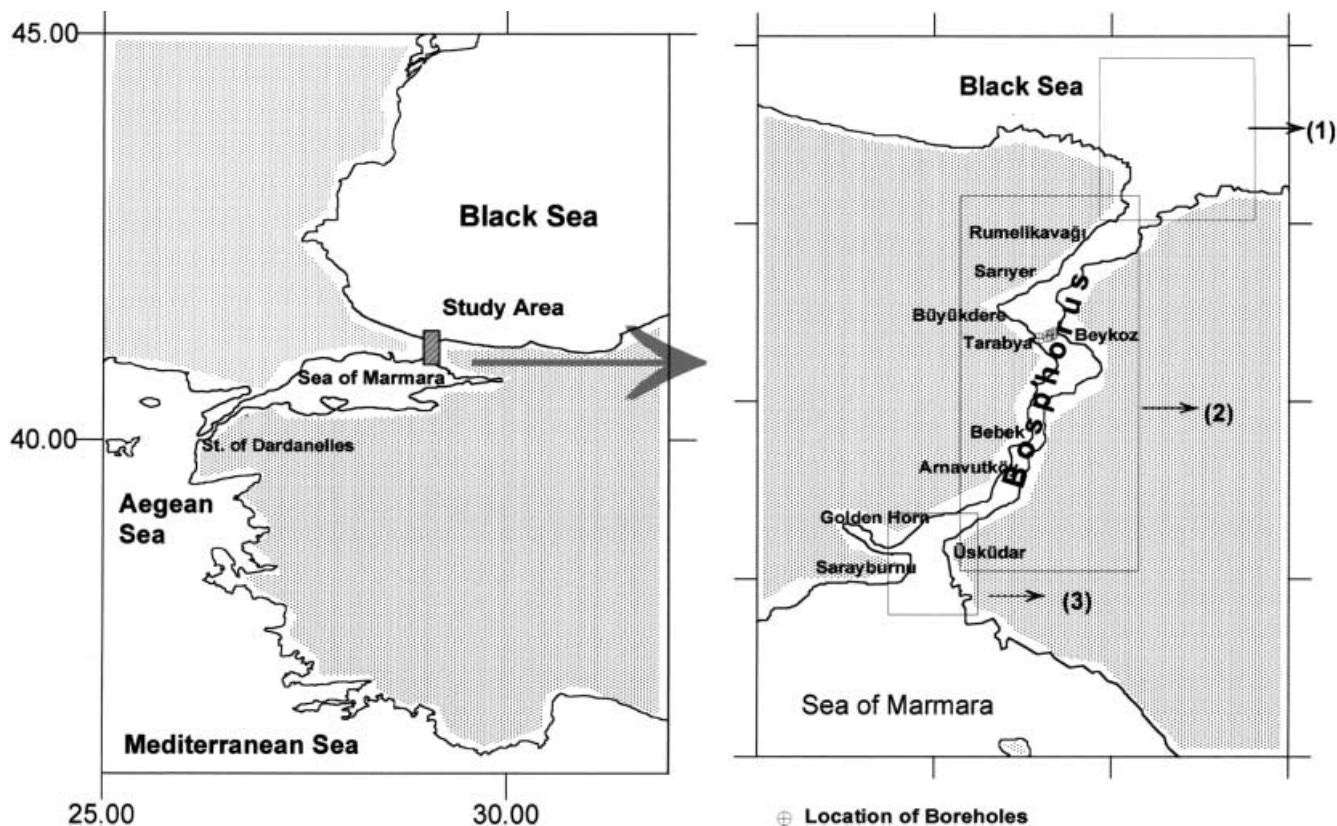 45.00
Black Sea
Study Area
Sea of Marmara
40.00
St. of Dardanelles
Aegean
Sea
Mediterranean Sea
25.00
30.00
Black Sea
(1)
Rumelikavağı
Sarıyer
Büyükdere
Tarabya
Beykoz
Bosphorus
(2)
Bebek
Arnavutköy
Golden Horn
Üsküdar
Sarayburnu
(3)
Sea of Marmara
Location of Boreholes